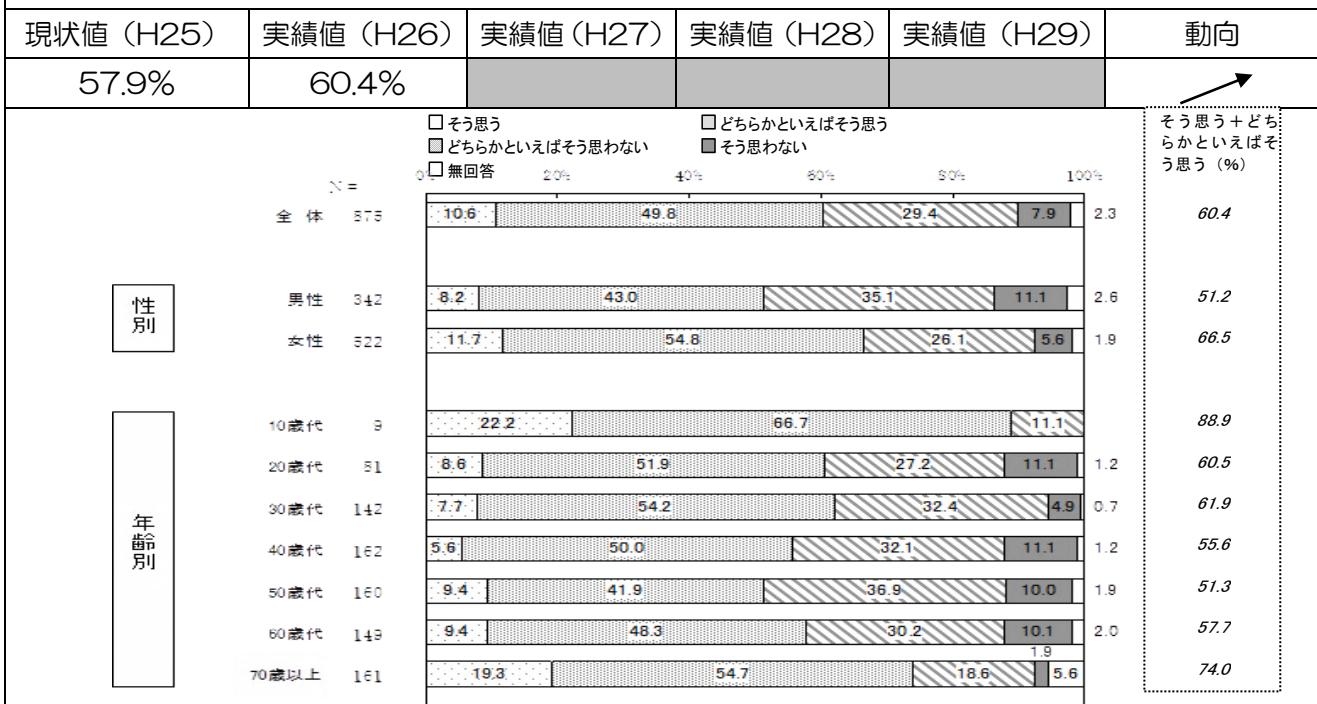 現状値（H25） 実績値（H26） 実績値（H27） 実績値（H28） 実績値（H29） 動向
57.9% 60.4%
そう思う どちらかといえばそう思う
どちらかといえばそう思わない そう思わない
無回答
そう思う＋どち
らかといえばそ
う思う（%）
N = 0% 20% 40% 60% 80% 100%
全体 875 10.6 49.8 29.4 7.9 2.3 60.4
性別
男性 342 8.2 43.0 35.1 11.1 2.6 51.2
女性 522 11.7 54.8 26.1 5.6 1.9 66.5
年齢別
10歳代 9 22.2 66.7 11.1 88.9
20歳代 81 8.6 51.9 27.2 11.1 1.2 60.5
30歳代 142 7.7 54.2 32.4 4.9 0.7 61.9
40歳代 162 5.6 50.0 32.1 11.1 1.2 55.6
50歳代 160 9.4 41.9 36.9 10.0 1.9 51.3
60歳代 149 9.4 48.3 30.2 10.1 2.0 57.7
70歳以上 161 19.3 54.7 18.6 1.9 5.6 74.0